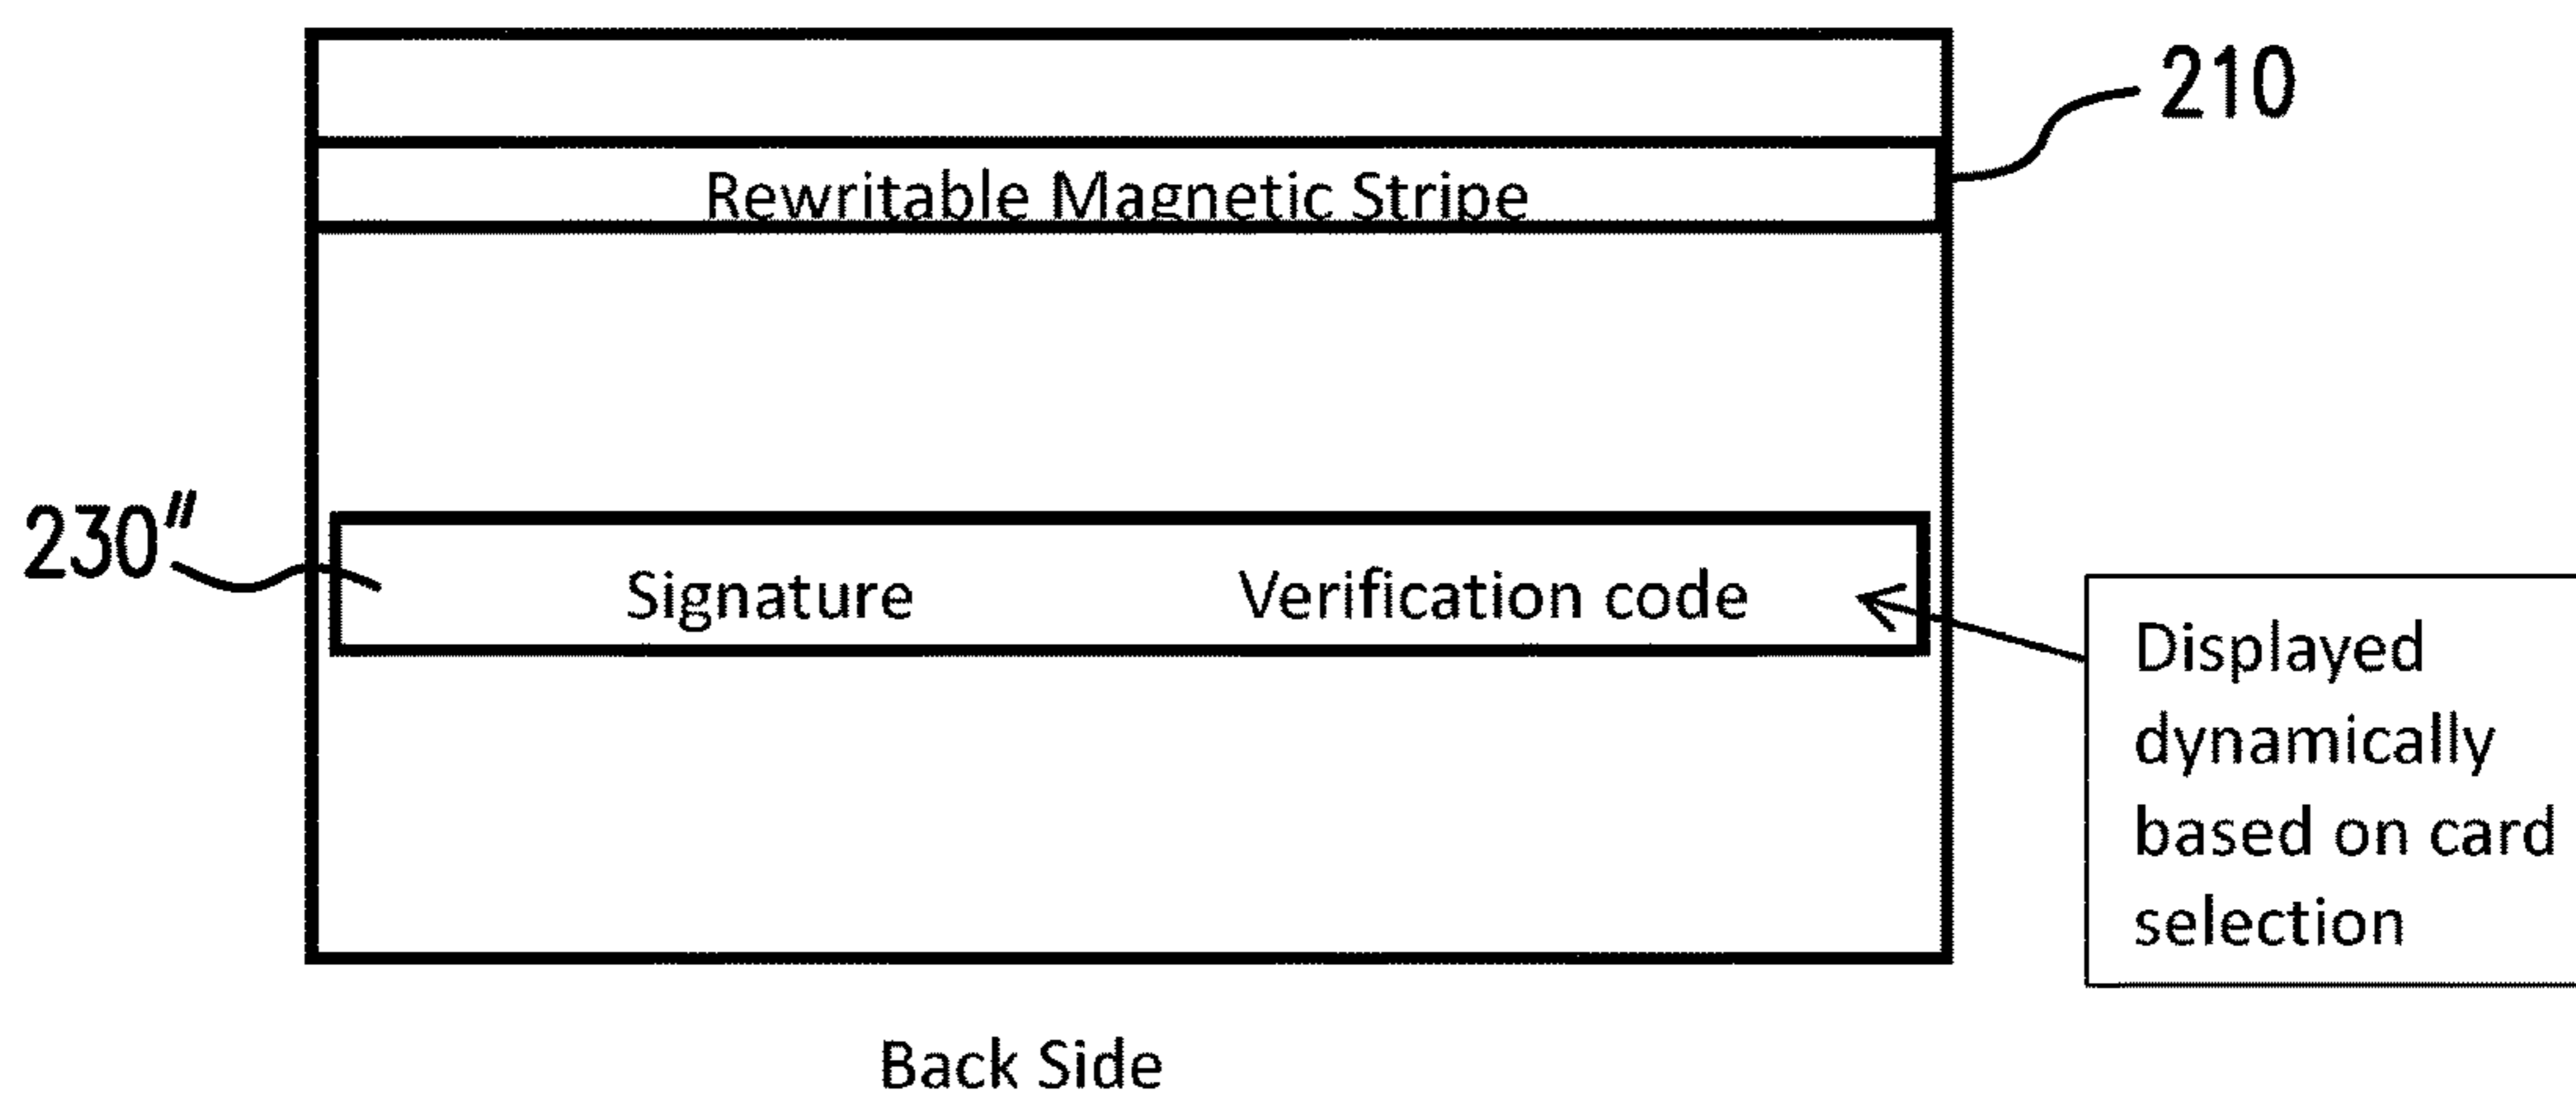 210
Rewritable Magnetic Stripe
230"
Signature Verification code
Displayed
dynamically
based on card
selection
Back Side